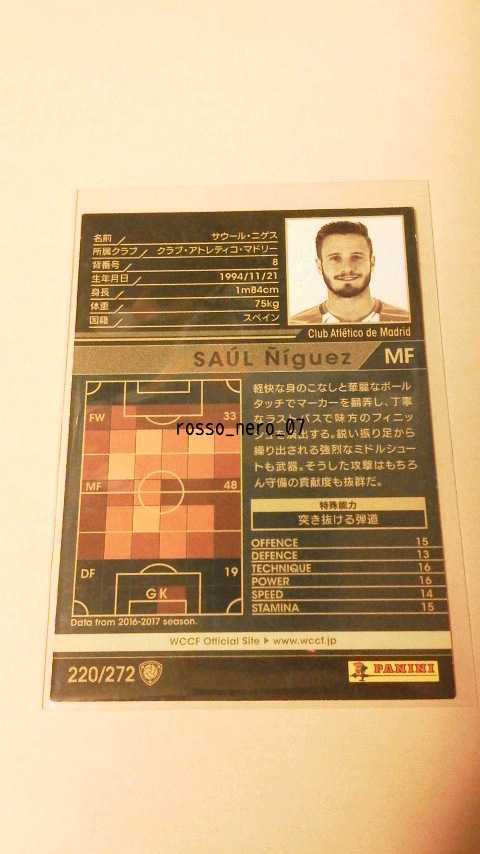 名前 サウール・ニゲス
所属クラブ クラブ・アトレティコ・マドリー
背番号 8
生年月日 1994/11/21
身長 1m84cm
体重 75kg
国籍 スペイン
Club Atlético de Madrid
SAÚL Ñíguez MF
FW 33
MF 48
DF 19
GK
Data from 2016-2017 season.
軽快な身のこなしと華麗なボール
タッチでマーカーを翻弄し、丁寧
なラストパスで味方のフィニッ
rosso_nero_07
を演出する。鋭い振り足から
繰り出される強烈なミドルシュー
トも武器。そうした攻撃はもちろ
ん守備の貢献度も抜群だ。
特殊能力
突き抜ける弾道
OFFENCE 15
DEFENCE 13
TECHNIQUE 16
POWER 16
SPEED 14
STAMINA 15
WCCF Official Site ▶ www.wccf.jp
220/272
PANINI